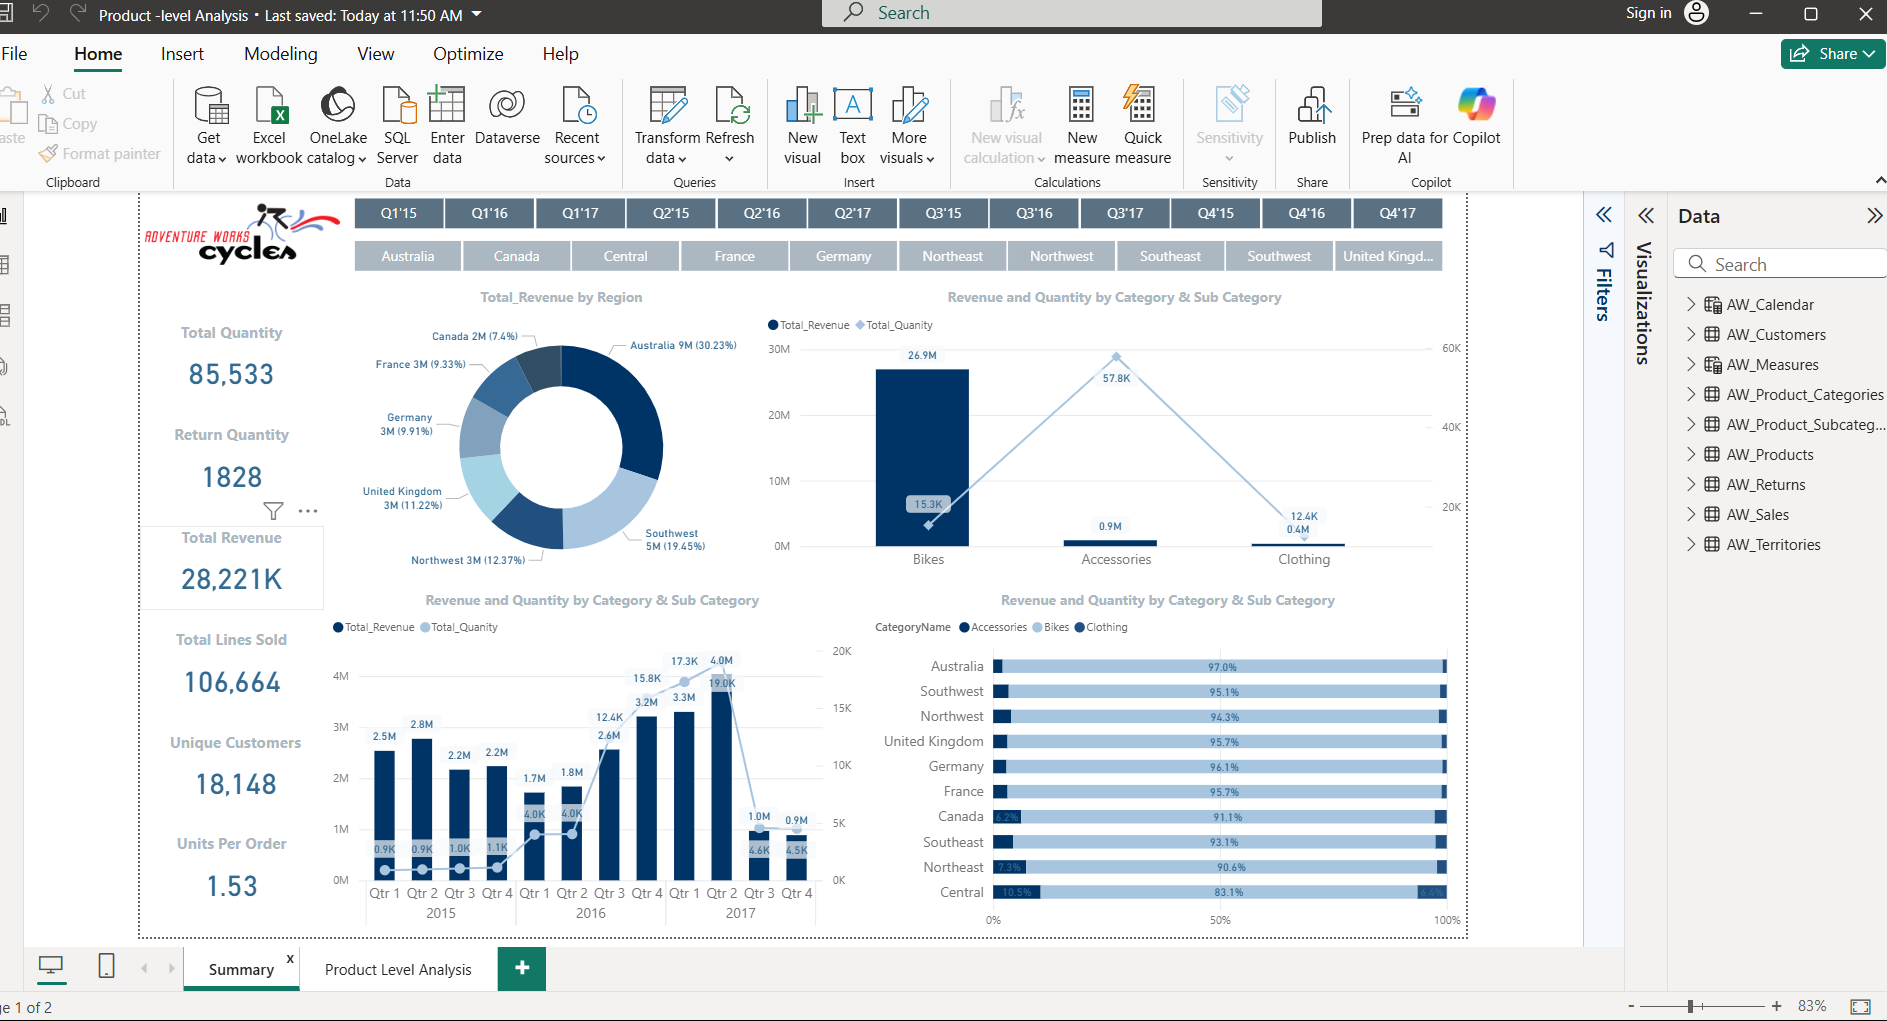 Product -level Analysis • Last saved: Today at 11:50 AM
Search
Sign in
File Home Insert Modeling View Optimize Help
Share
Cut
Copy
Format painter
Clipboard
Get data
Excel workbook
OneLake catalog
SQL Server
Enter data
Dataverse
Recent sources
Data
Transform data
Refresh
Queries
New visual
Text box
More visuals
Insert
New visual calculation
New measure
Quick measure
Calculations
Sensitivity
Sensitivity
Publish
Share
Prep data for AI
Copilot
Copilot
ADVENTURE WORKS
cycles
Q1'15 Q1'16 Q1'17 Q2'15 Q2'16 Q2'17 Q3'15 Q3'16 Q3'17 Q4'15 Q4'16 Q4'17
Australia Canada Central France Germany Northeast Northwest Southeast Southwest United Kingd...
Total Quantity
85,533
Return Quantity
1828
Total Revenue
28,221K
Total Lines Sold
106,664
Unique Customers
18,148
Units Per Order
1.53
Total_Revenue by Region
Canada 2M (7.4%)
Australia 9M (30.23%)
France 3M (9.33%)
Germany
3M (9.91%)
United Kingdom
3M (11.22%)
Southwest
5M (19.45%)
Northwest 3M (12.37%)
Revenue and Quantity by Category & Sub Category
Total_Revenue Total_Quanity
30M
20M
10M
0M
60K
40K
20K
26.9M
57.8K
15.3K
0.9M
12.4K
0.4M
Bikes Accessories Clothing
Revenue and Quantity by Category & Sub Category
Total_Revenue Total_Quanity
4M
3M
2M
1M
0M
20K
15K
10K
5K
0K
2.5M 2.8M 2.2M 2.2M 1.7M 1.8M 2.6M 3.2M 3.3M 4.0M 1.0M 0.9M
0.9K 0.9K 1.0K 1.1K 4.0K 4.0K 12.4K 15.8K 17.3K 19.0K 4.6K 4.5K
Qtr 1 Qtr 2 Qtr 3 Qtr 4 Qtr 1 Qtr 2 Qtr 3 Qtr 4 Qtr 1 Qtr 2 Qtr 3 Qtr 4
2015 2016 2017
Revenue and Quantity by Category & Sub Category
CategoryName Accessories Bikes Clothing
Australia 97.0%
Southwest 95.1%
Northwest 94.3%
United Kingdom 95.7%
Germany 96.1%
France 95.7%
Canada 6.2% 91.1%
Southeast 93.1%
Northeast 7.3% 90.6%
Central 10.5% 83.1% 6.4%
0% 50% 100%
Filters
Visualizations
Data
Search
AW_Calendar
AW_Customers
AW_Measures
AW_Product_Categories
AW_Product_Subcateg...
AW_Products
AW_Returns
AW_Sales
AW_Territories
Summary x
Product Level Analysis
+
1 of 2
- + 83%